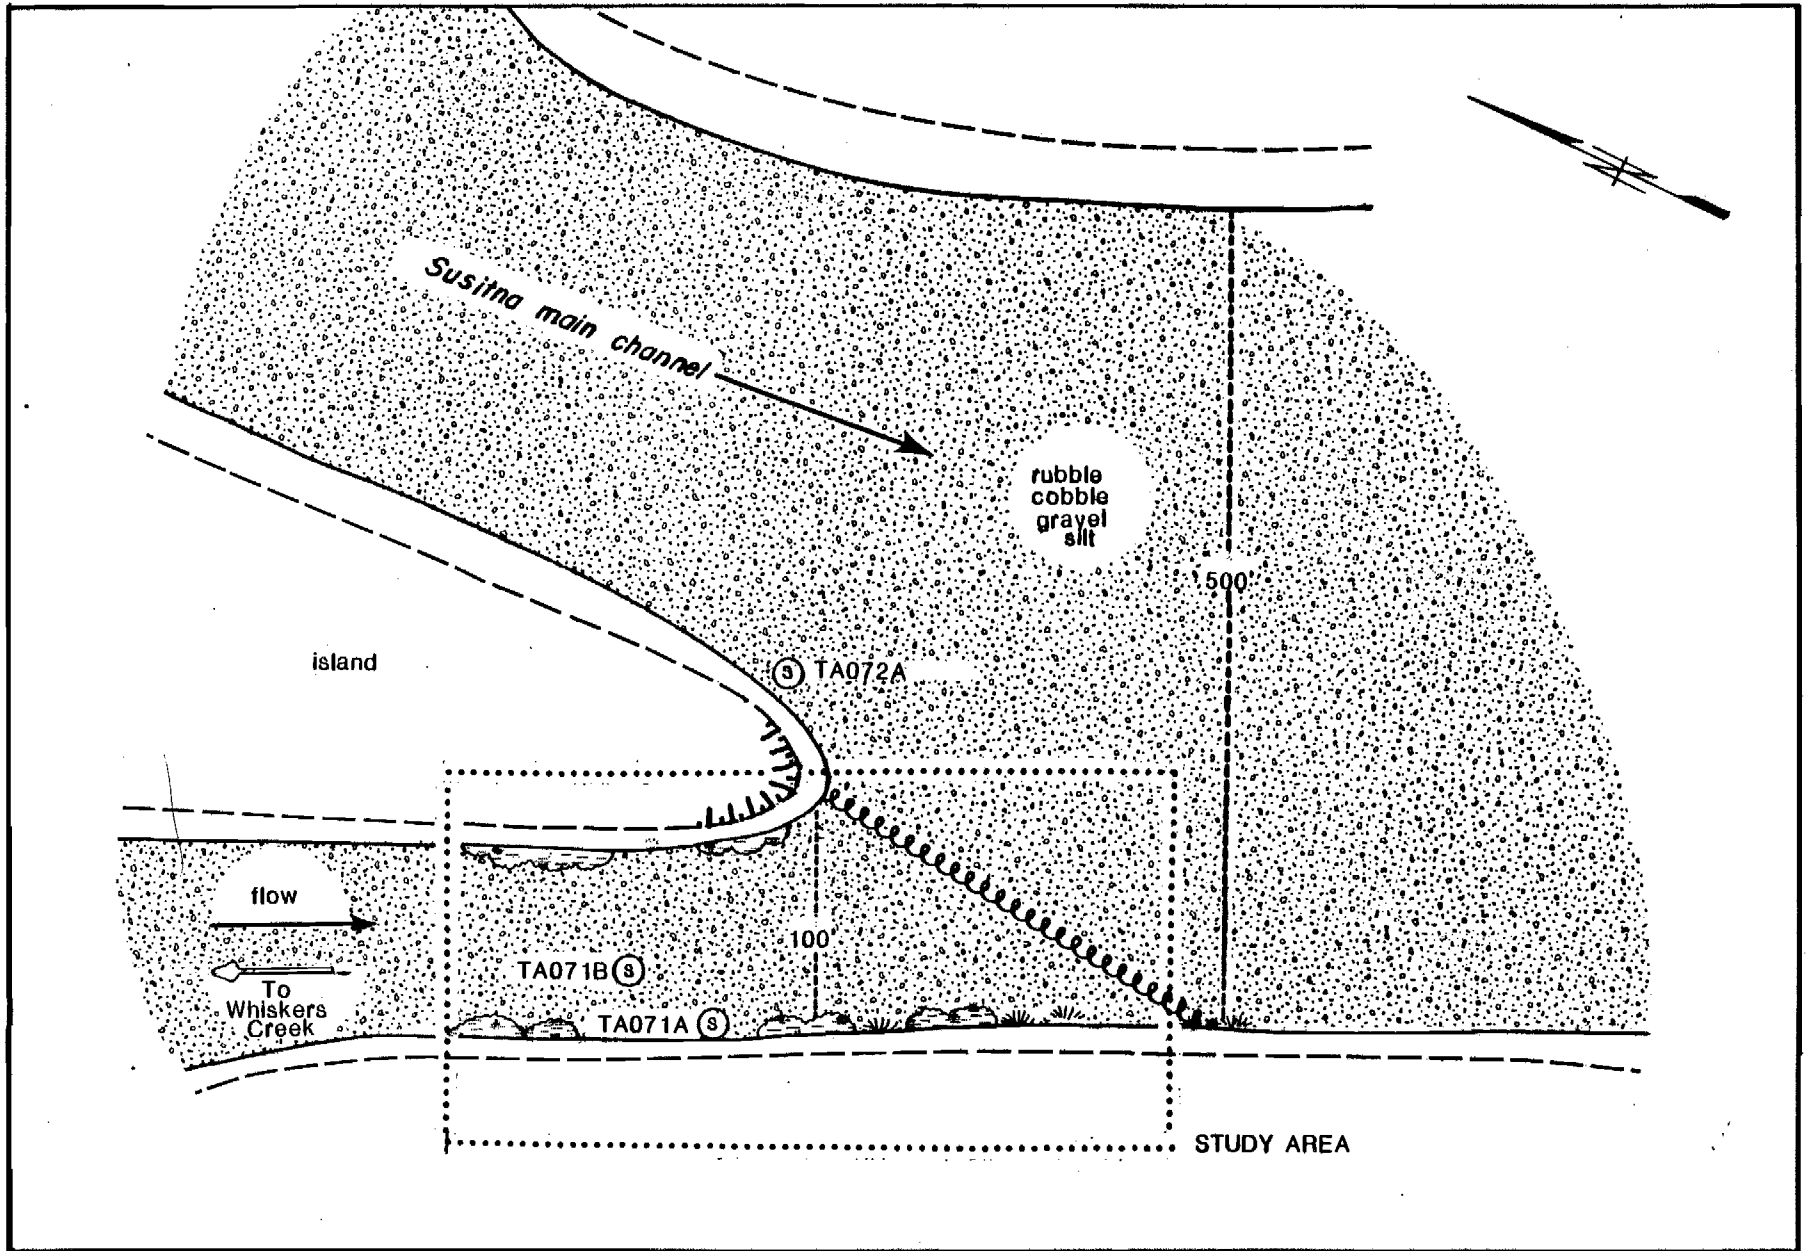 N
Susitna main channel
rubble
cobble
gravel
silt
500'
island
S TA072A
flow
100'
TA071B S
To
Whiskers
Creek
TA071A S
STUDY AREA